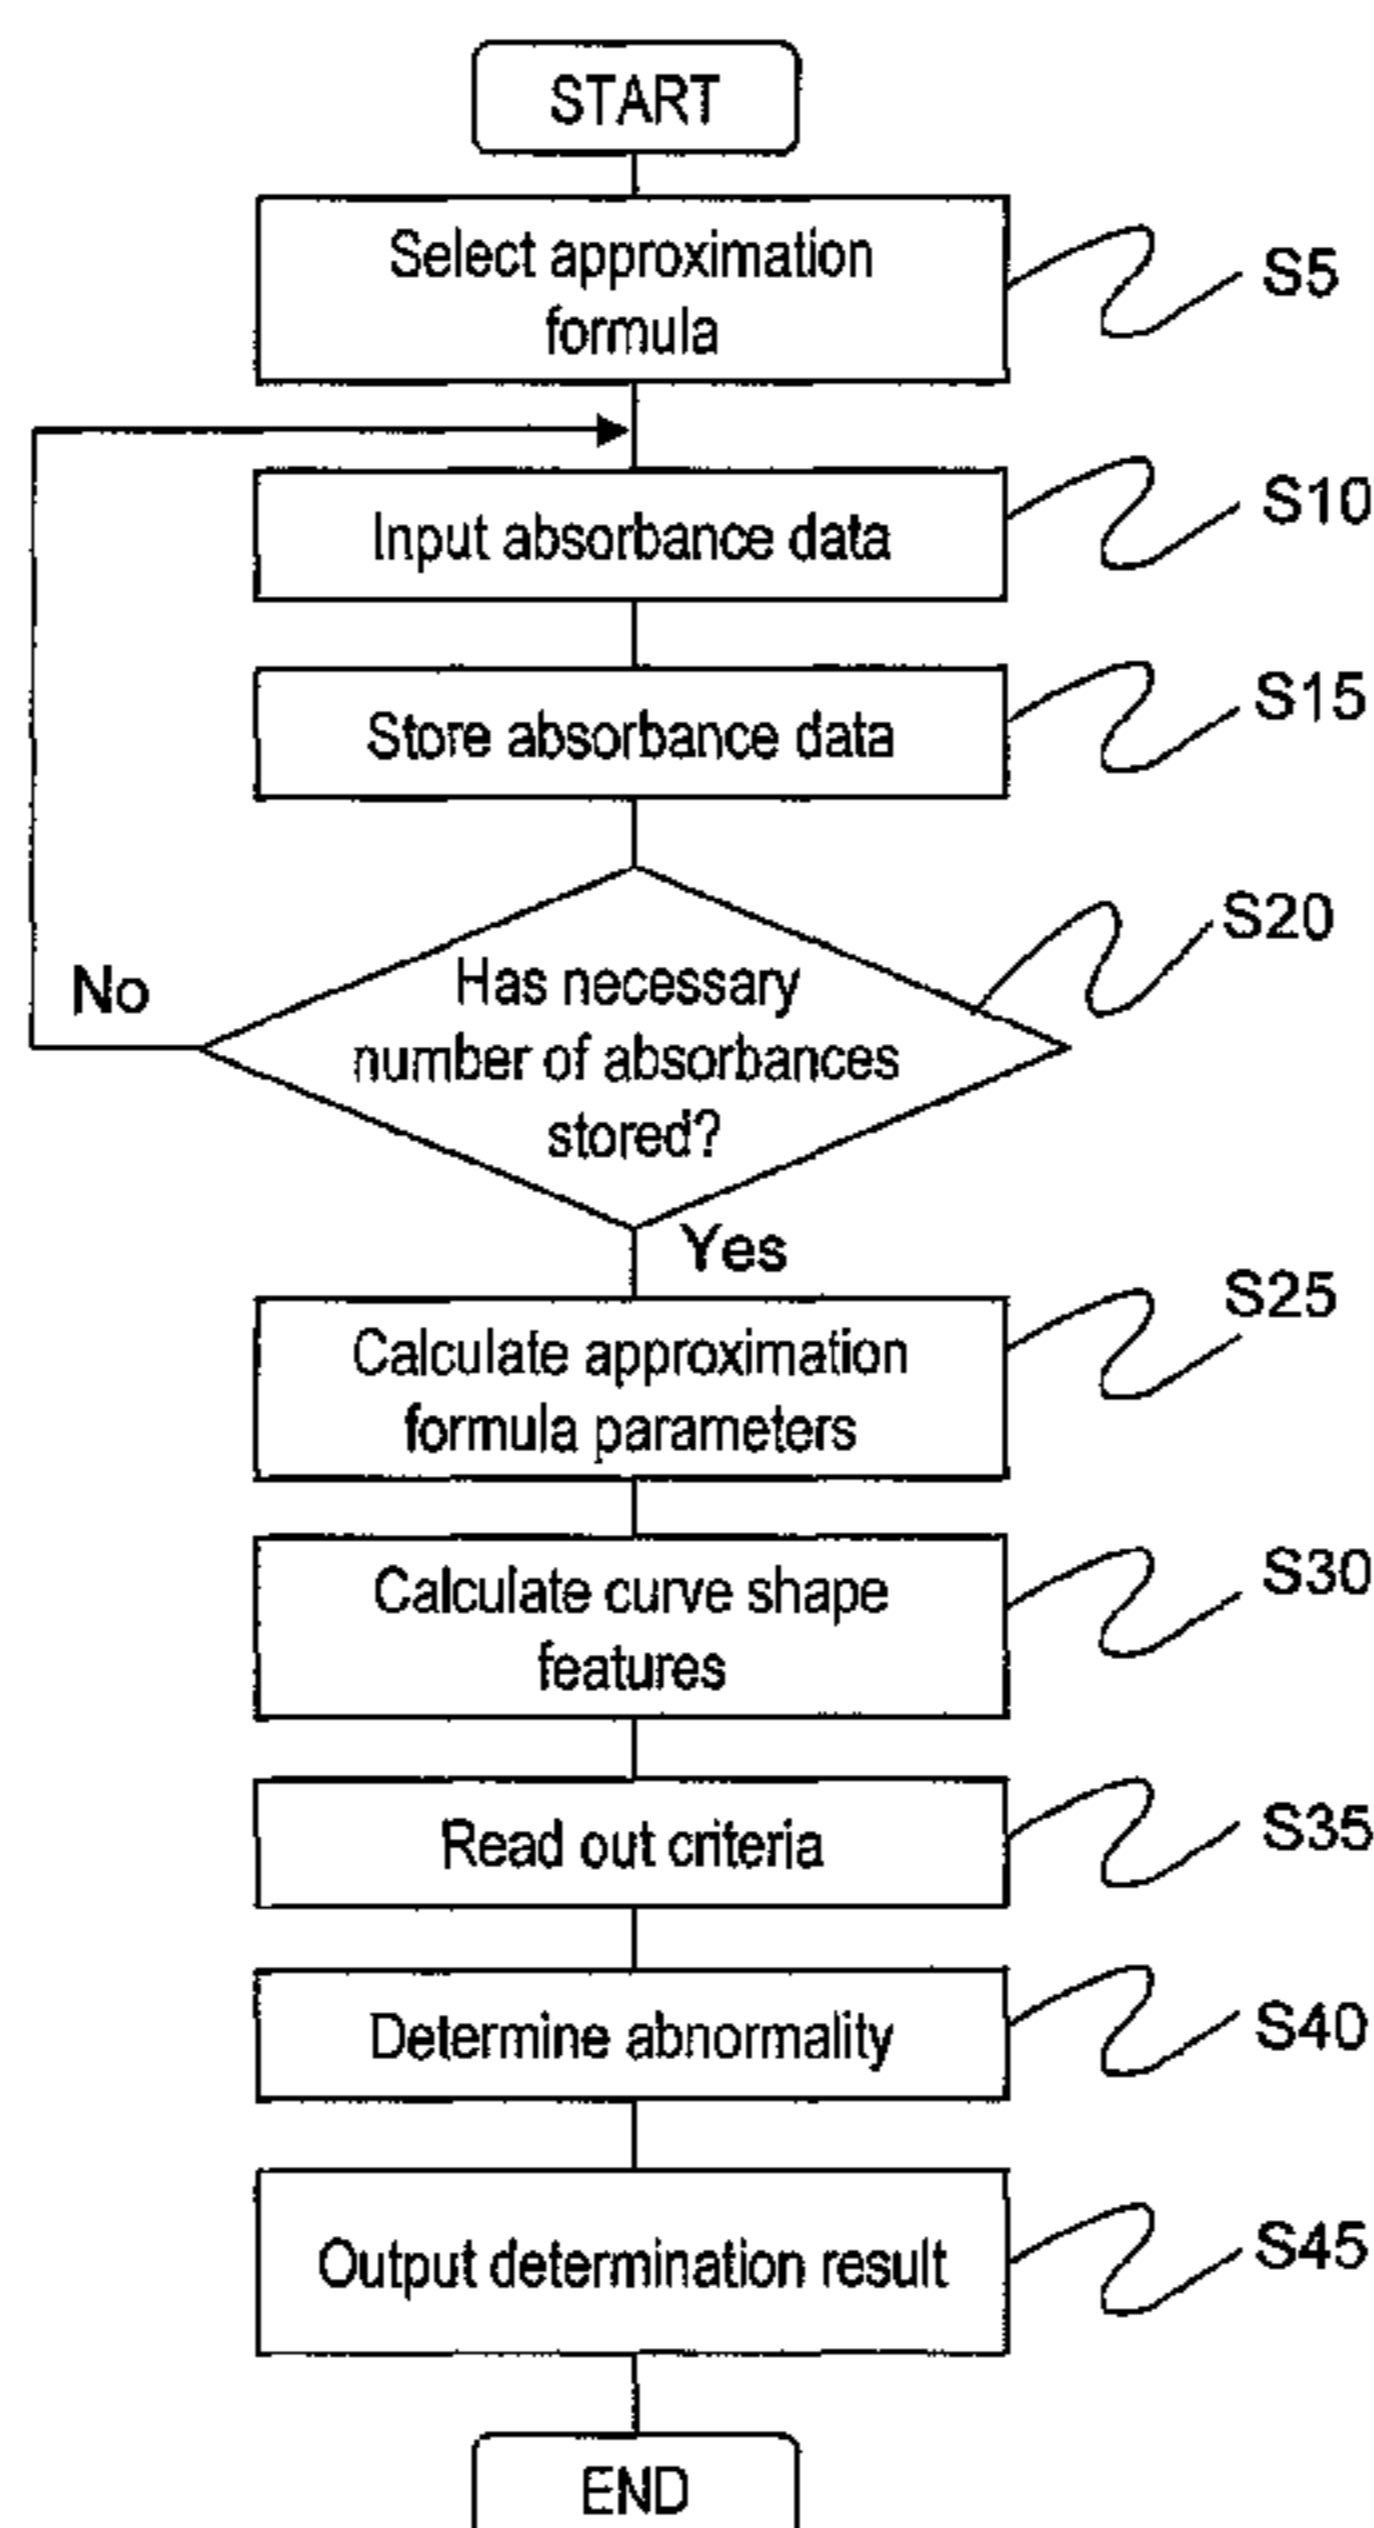 START
Select approximation
formula
S5
Input absorbance data
S10
Store absorbance data
S15
Has necessary
number of absorbances
stored?
S20
No
Yes
Calculate approximation
formula parameters
S25
Calculate curve shape
features
S30
Read out criteria
S35
Determine abnormality
S40
Output determination result
S45
END